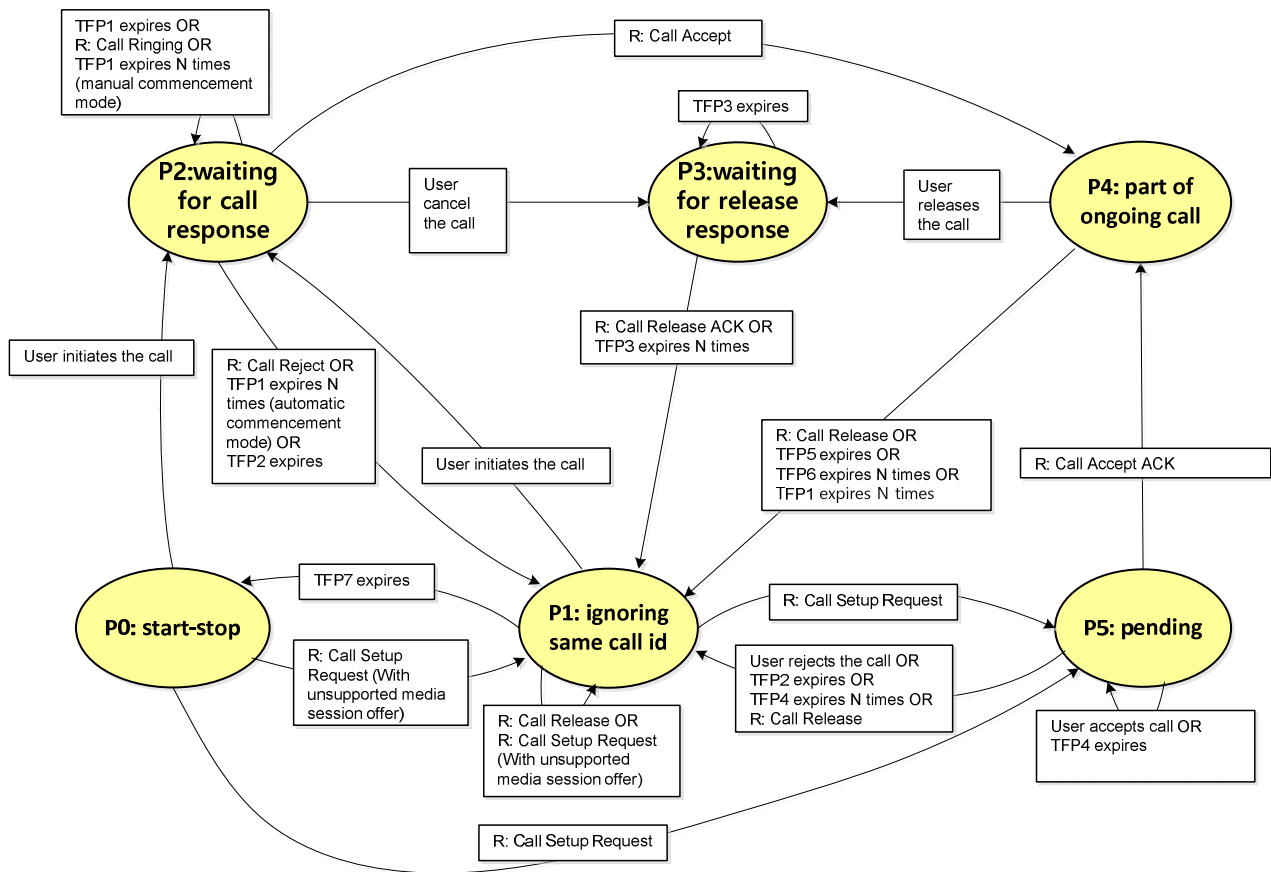 TFP1 expires OR
R: Call Ringing OR
TFP1 expires N times
(manual commencement
mode)
R: Call Accept
TFP3 expires
P2:waiting
for call
response
User
cancel
the call
P3:waiting
for release
response
User
releases
the call
P4: part of
ongoing call
User initiates the call
R: Call Reject OR
TFP1 expires N
times (automatic
commencement
mode) OR
TFP2 expires
User initiates the call
R: Call Release ACK OR
TFP3 expires N times
R: Call Release OR
TFP5 expires OR
TFP6 expires N times OR
TFP1 expires N times
R: Call Accept ACK
P0: start-stop
TFP7 expires
R: Call Setup
Request (With
unsupported media
session offer)
P1: ignoring
same call id
R: Call Release OR
R: Call Setup Request
(With unsupported
media session offer)
R: Call Setup Request
User rejects the call OR
TFP2 expires OR
TFP4 expires N times OR
R: Call Release
P5: pending
User accepts call OR
TFP4 expires
R: Call Setup Request